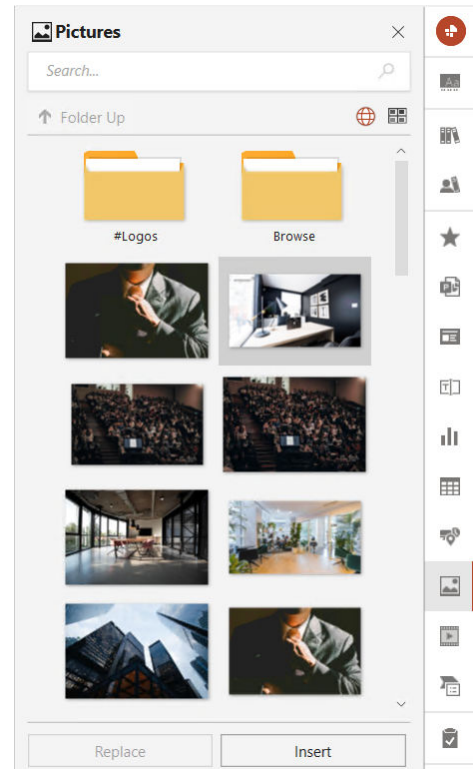 Pictures
Search...
Folder Up
#Logos
Browse
Replace
Insert